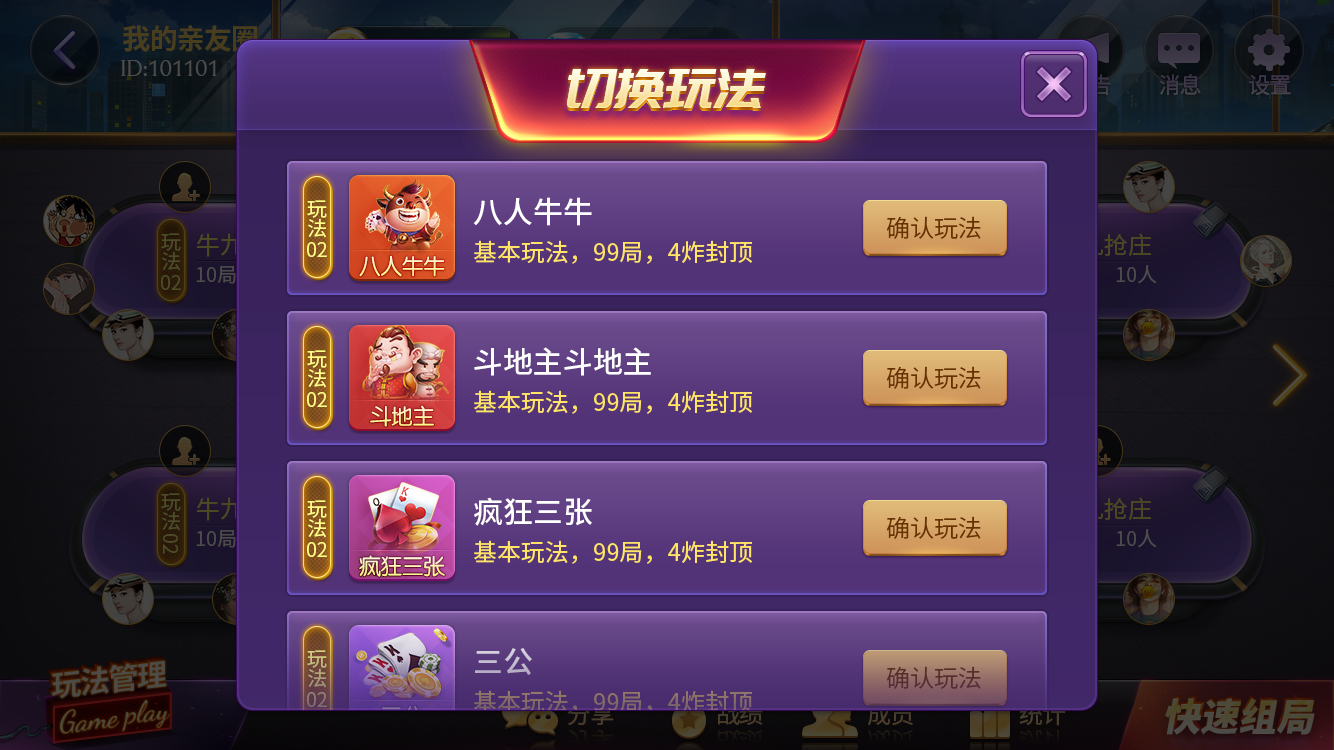 我的亲友圈
ID:101101
消息
设置
切换玩法
玩法02
八人牛牛
八人牛牛
基本玩法，99局，4炸封顶
确认玩法
玩法02
斗地主
斗地主斗地主
基本玩法，99局，4炸封顶
确认玩法
玩法02
疯狂三张
疯狂三张
基本玩法，99局，4炸封顶
确认玩法
玩法02
三公
基本玩法，99局，4炸封顶
确认玩法
玩法02
牛九
10局
抢庄
10人
玩法02
牛九
10局
抢庄
10人
玩法管理
Game play
分享
战绩
成员
统计
快速组局